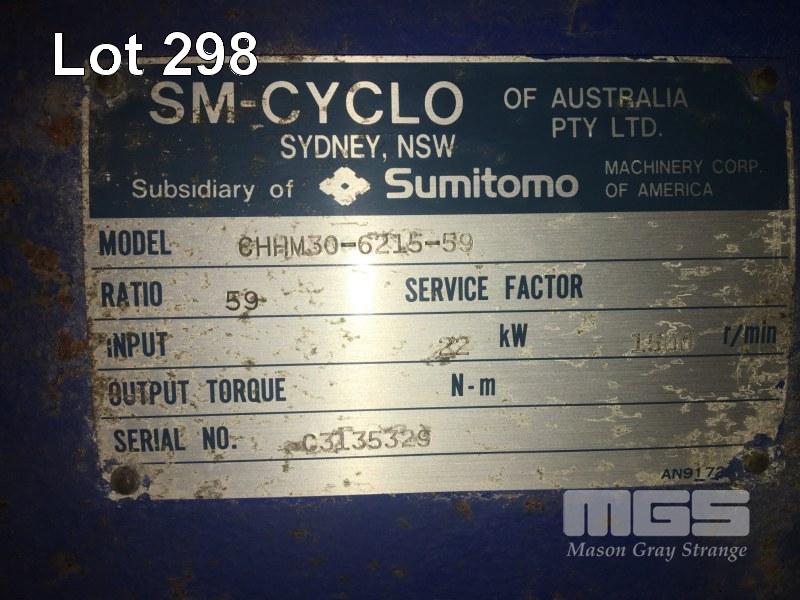 Lot 298
SM-CYCLO OF AUSTRALIA PTY LTD.
SYDNEY, NSW
Subsidiary of Sumitomo MACHINERY CORP. OF AMERICA
MODEL CHHM30-6215-59
RATIO 59 SERVICE FACTOR
INPUT 22 kW r/min
OUTPUT TORQUE N-m
SERIAL NO. C3135329
AN9172
MGS
Mason Gray Strange